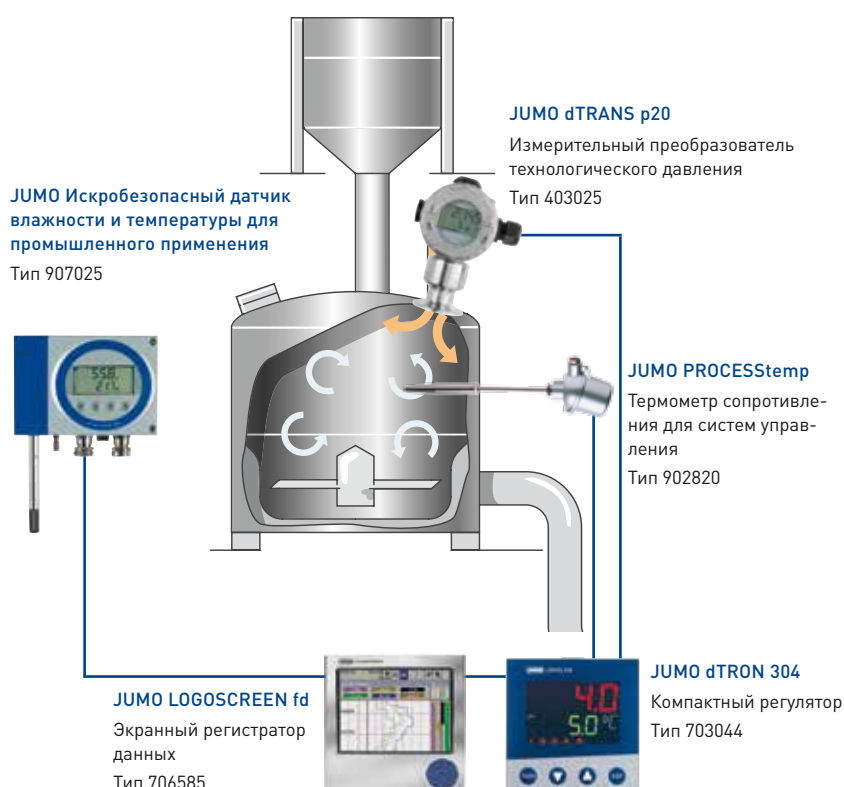 JUMO dTRANS p20
Измерительный преобразователь
технологического давления
Тип 403025
JUMO Искробезопасный датчик
влажности и температуры для
промышленного применения
Тип 907025
JUMO PROCESStemp
Термометр сопротивле-
ния для систем управ-
ления
Тип 902820
JUMO LOGOSCREEN fd
Экранный регистратор
данных
Тип 706585
4.0
5.0 °C
JUMO dTRON 304
Компактный регулятор
Тип 703044